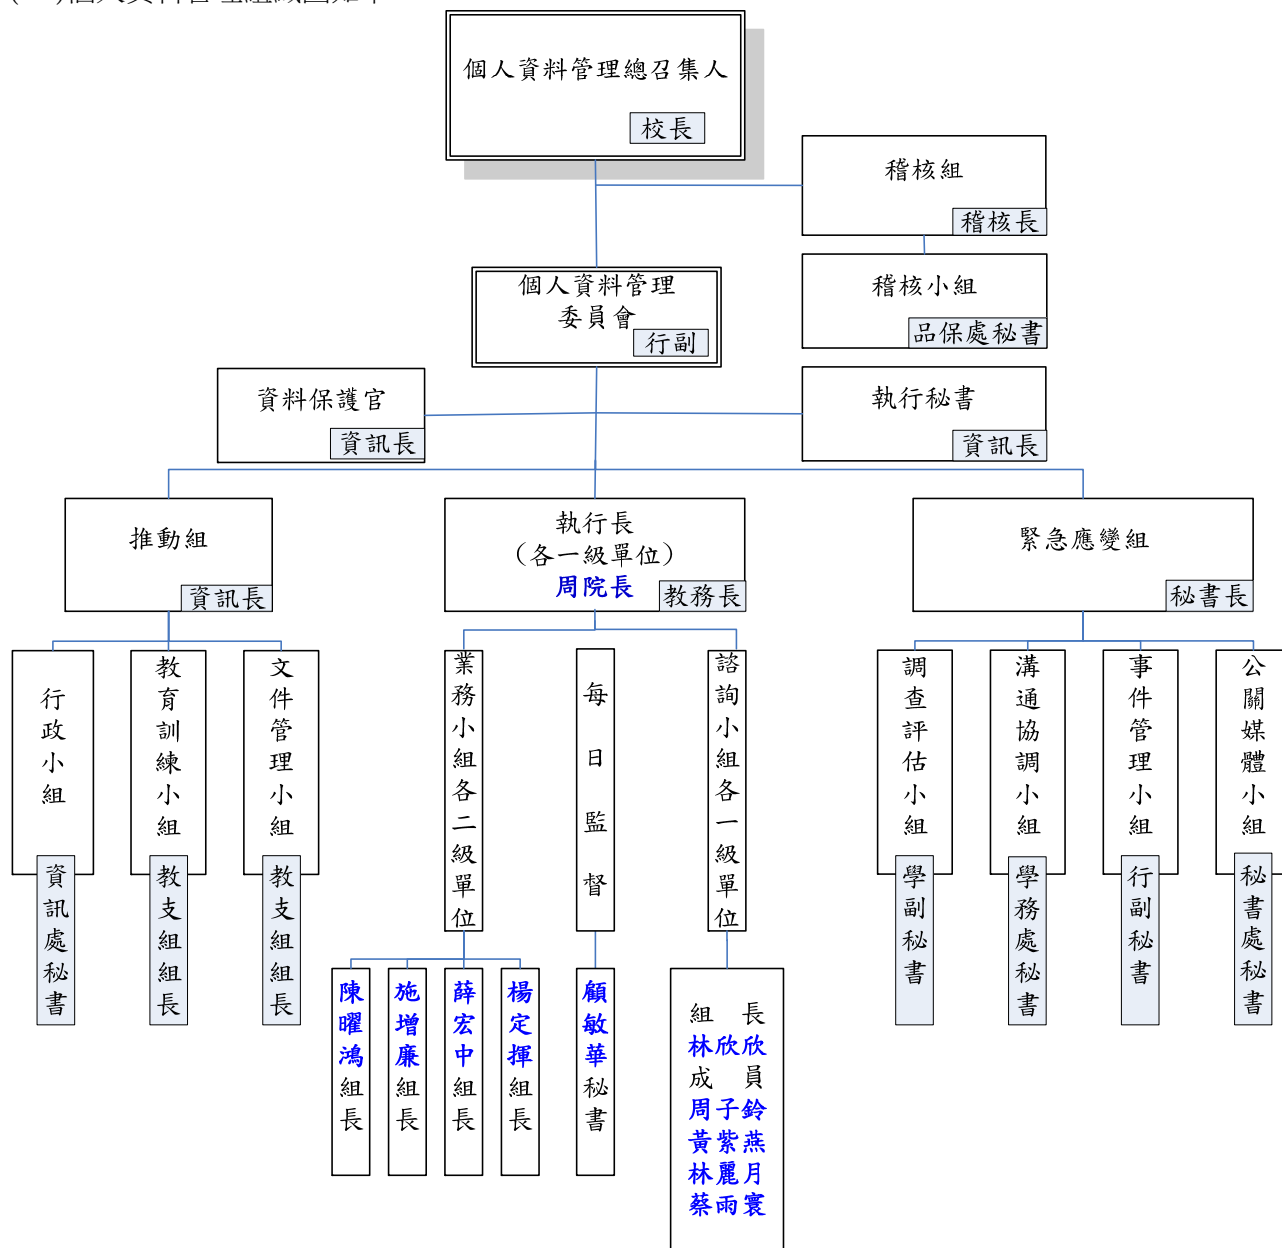 個人資料管理總召集人
校長
稽核組
稽核長
個人資料管理
委員會
行副
稽核小組
品保處秘書
資料保護官
資訊長
執行秘書
資訊長
推動組
資訊長
執行長
（各一級單位）
周院長
教務長
緊急應變組
秘書長
行政小組
資訊處秘書
教育訓練小組
教支組組長
文件管理小組
教支組組長
業務小組各二級單位
每日監督
諮詢小組各一級單位
調查評估小組
學副秘書
溝通協調小組
學務處秘書
事件管理小組
行副秘書
公關媒體小組
秘書處秘書
陳曜鴻組長
施增廉組長
薛宏中組長
楊定揮組長
顧敏華秘書
組 長
林欣欣
成 員
周子鈴
黃紫燕
林麗月
蔡雨寰